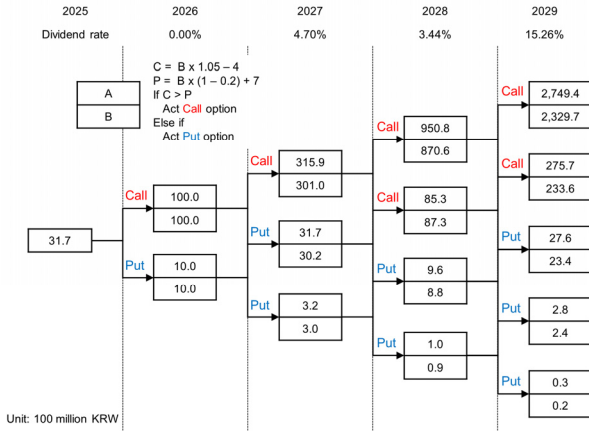 2025 2026 2027 2028 2029
Dividend rate 0.00% 4.70% 3.44% 15.26%
A
B
C = B x 1.05 – 4
P = B x (1 – 0.2) + 7
If C > P
Act Call option
Else if
Act Put option
Call 2,749.4
2,329.7
Call 950.8
870.6
Call 315.9
301.0
Call 275.7
233.6
Call 100.0
100.0
Call 85.3
87.3
31.7
Put 31.7
30.2
Put 27.6
23.4
Put 10.0
10.0
Put 9.6
8.8
Put 3.2
3.0
Put 2.8
2.4
Put 1.0
0.9
Put 0.3
0.2
Unit: 100 million KRW